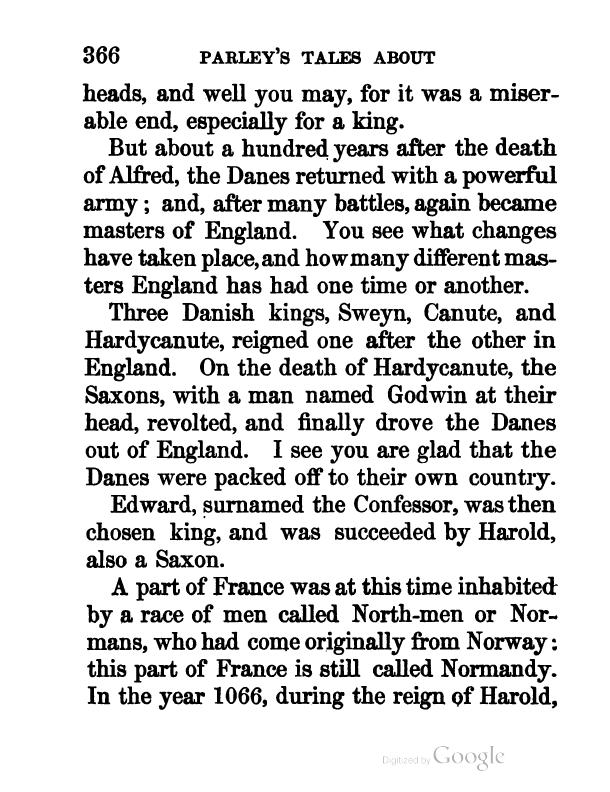 366 PARLEY'S TALES ABOUT
heads, and well you may, for it was a miser-
able end, especially for a king.
But about a hundred years after the death
of Alfred, the Danes returned with a powerful
army; and, after many battles, again became
masters of England. You see what changes
have taken place, and how many different mas-
ters England has had one time or another.
Three Danish kings, Sweyn, Canute, and
Hardycanute, reigned one after the other in
England. On the death of Hardycanute, the
Saxons, with a man named Godwin at their
head, revolted, and finally drove the Danes
out of England. I see you are glad that the
Danes were packed off to their own country.
Edward, surnamed the Confessor, was then
chosen king, and was succeeded by Harold,
also a Saxon.
A part of France was at this time inhabited
by a race of men called North-men or Nor-
mans, who had come originally from Norway:
this part of France is still called Normandy.
In the year 1066, during the reign of Harold,
Digitized by Google